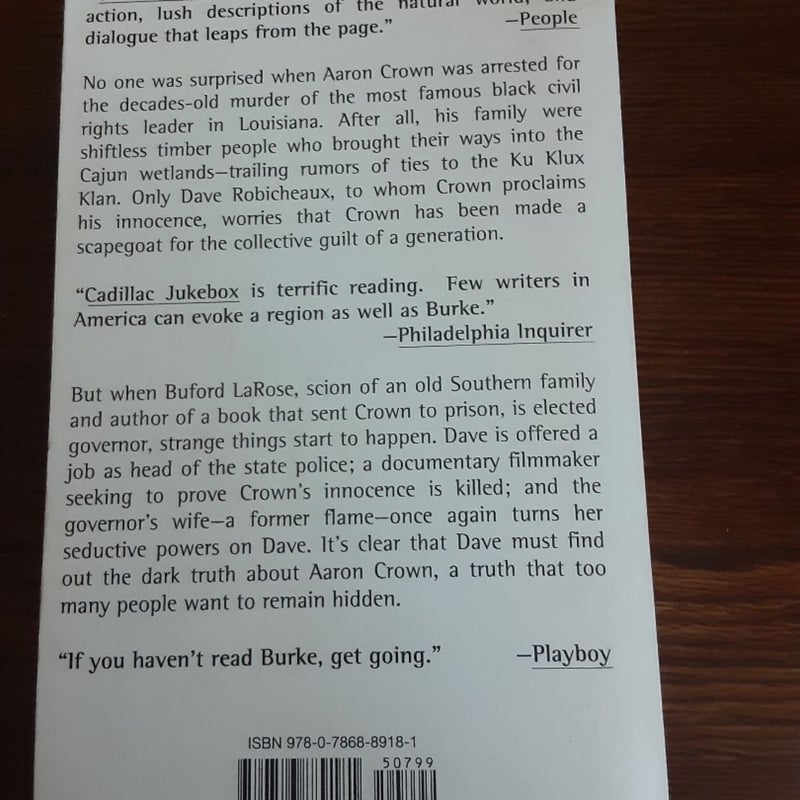 action, lush descriptions of the natural world, and
dialogue that leaps from the page.” —People
No one was surprised when Aaron Crown was arrested for
the decades-old murder of the most famous black civil
rights leader in Louisiana. After all, his family were
shiftless timber people who brought their ways into the
Cajun wetlands—trailing rumors of ties to the Ku Klux
Klan. Only Dave Robicheaux, to whom Crown proclaims
his innocence, worries that Crown has been made a
scapegoat for the collective guilt of a generation.
“Cadillac Jukebox is terrific reading. Few writers in
America can evoke a region as well as Burke.”
—Philadelphia Inquirer
But when Buford LaRose, scion of an old Southern family
and author of a book that sent Crown to prison, is elected
governor, strange things start to happen. Dave is offered a
job as head of the state police; a documentary filmmaker
seeking to prove Crown’s innocence is killed; and the
governor’s wife—a former flame—once again turns her
seductive powers on Dave. It’s clear that Dave must find
out the dark truth about Aaron Crown, a truth that too
many people want to remain hidden.
“If you haven’t read Burke, get going.” —Playboy
ISBN 978-0-7868-8918-1
50799